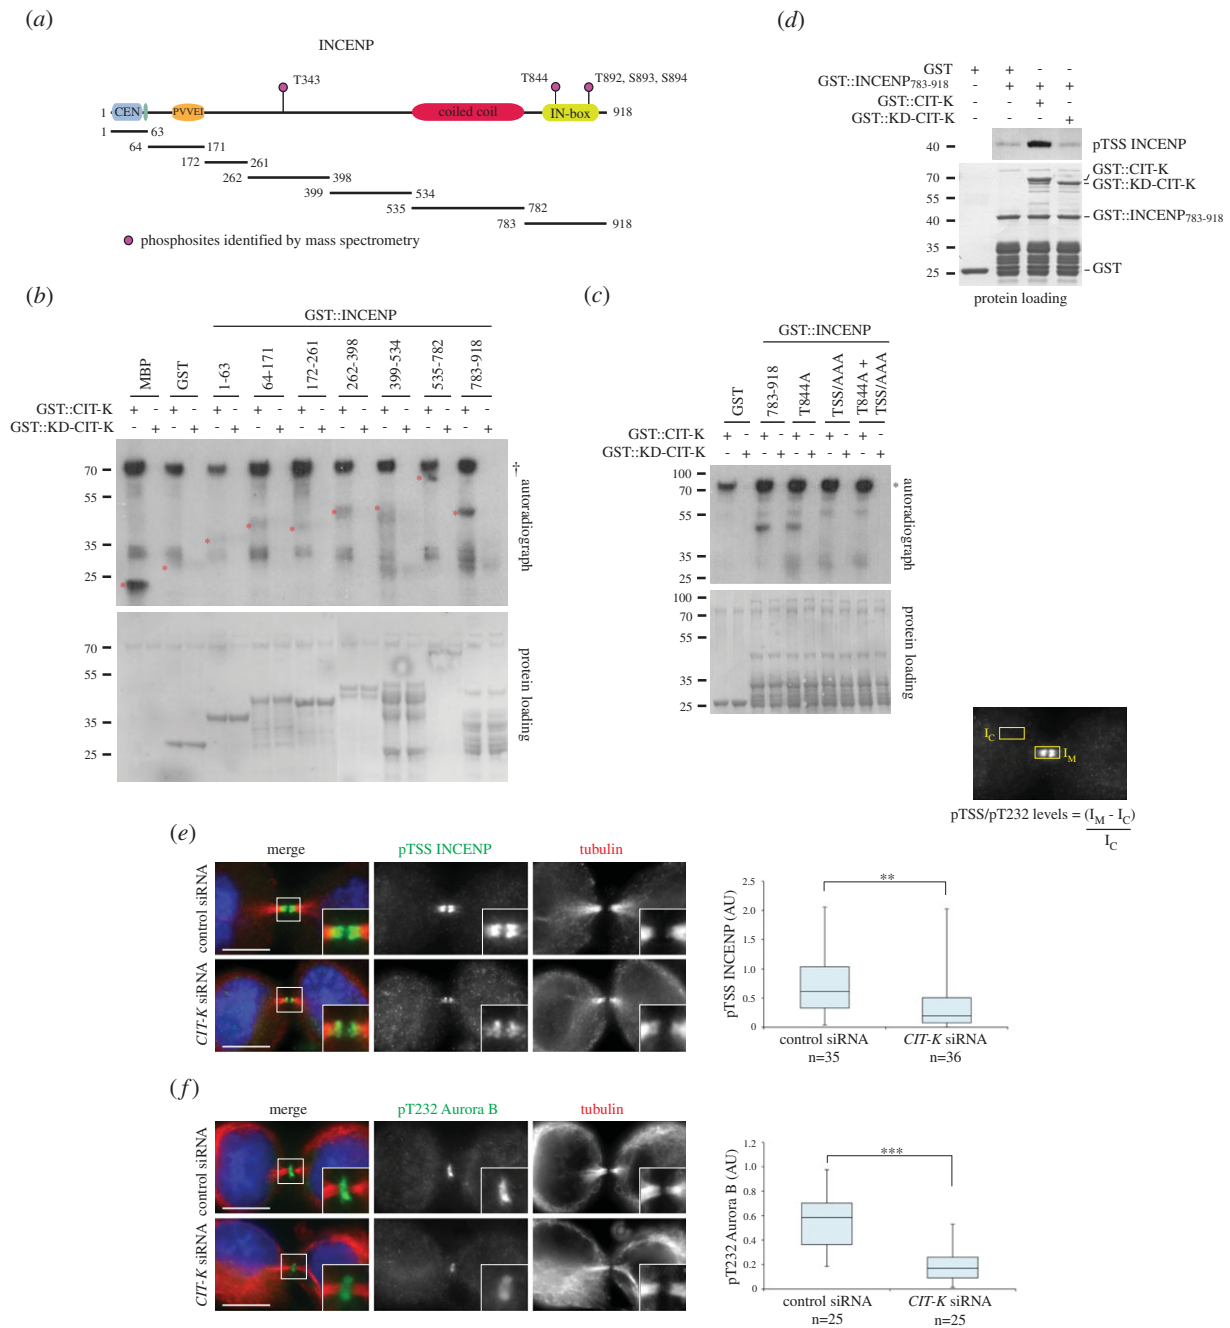 (a)
INCENP
T343
T844
T892, S893, S894
1
CEN
PVVEI
coiled coil
IN-box
918
1
63
64
171
172
261
262
398
399
534
535
782
783
918
phosphosites identified by mass spectrometry
(d)
GST + + - -
GST::INCENP783-918 - + + +
GST::CIT-K - - + -
GST::KD-CIT-K - - - +
40
pTSS INCENP
70
55
40
35
25
GST::CIT-K
GST::KD-CIT-K
GST::INCENP783-918
GST
protein loading
(b)
GST::INCENP
MBP
GST
1-63
64-171
172-261
262-398
399-534
535-782
783-918
GST::CIT-K + - + - + - + - + - + - + - + - + -
GST::KD-CIT-K - + - + - + - + - + - + - + - + - +
70
55
35
25
†
autoradiograph
70
55
35
25
protein loading
(c)
GST::INCENP
GST
783-918
T844A
TSS/AAA
T844A +
TSS/AAA
GST::CIT-K + - + - + - + - + -
GST::KD-CIT-K - + - + - + - + - +
100
70
55
35
25
*
autoradiograph
100
70
55
35
25
protein loading
IC
IM
pTSS/pT232 levels = (IM - IC)
IC
(e)
merge
pTSS INCENP
tubulin
control siRNA
CIT-K siRNA
pTSS INCENP (AU)
2.5
2.0
1.5
1.0
0.5
0
**
control siRNA
n=35
CIT-K siRNA
n=36
(f)
merge
pT232 Aurora B
tubulin
control siRNA
CIT-K siRNA
pT232 Aurora B (AU)
1.2
1.0
0.8
0.6
0.4
0.2
0
***
control siRNA
n=25
CIT-K siRNA
n=25